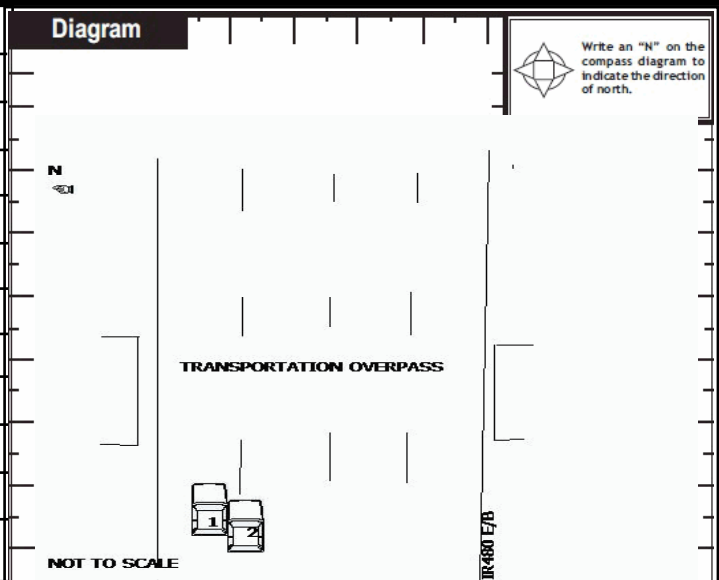 Diagram
Write an "N" on the
compass diagram to
indicate the direction
of north.
N
TRANSPORTATION OVERPASS
1
2
IR480 E/B
NOT TO SCALE